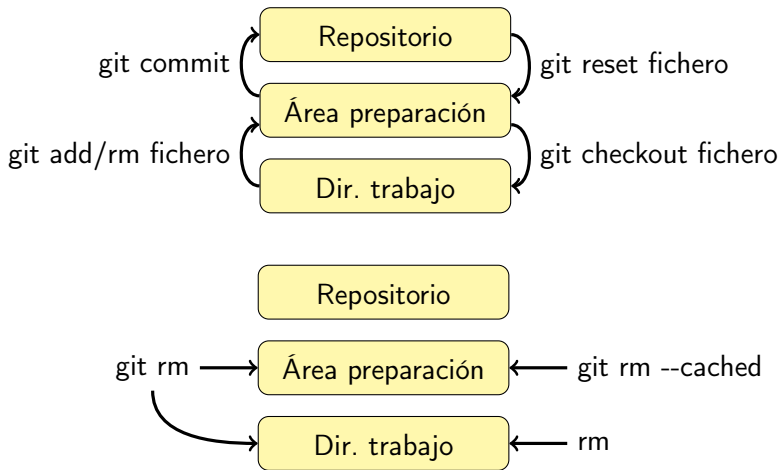 Repositorio
git commit
git reset fichero
Área preparación
git add/rm fichero
git checkout fichero
Dir. trabajo
Repositorio
git rm
Área preparación
git rm --cached
Dir. trabajo
rm